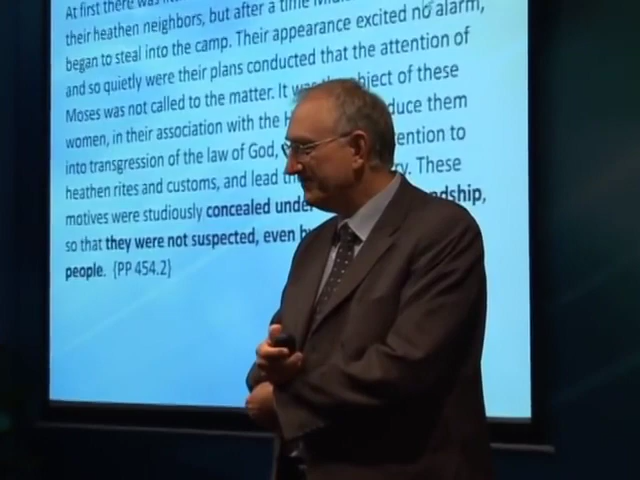 At first there was
their heathen neighbors, but after a time
began to steal into the camp. Their appearance excited no alarm,
and so quietly were their plans conducted that the attention of
Moses was not called to the matter. It was the object of these
women, in their association with the H duce them
into transgression of the law of God, tention to
heathen rites and customs, and lead ry. These
motives were studiously concealed unde dship,
so that they were not suspected, even b
people. {PP 454.2}